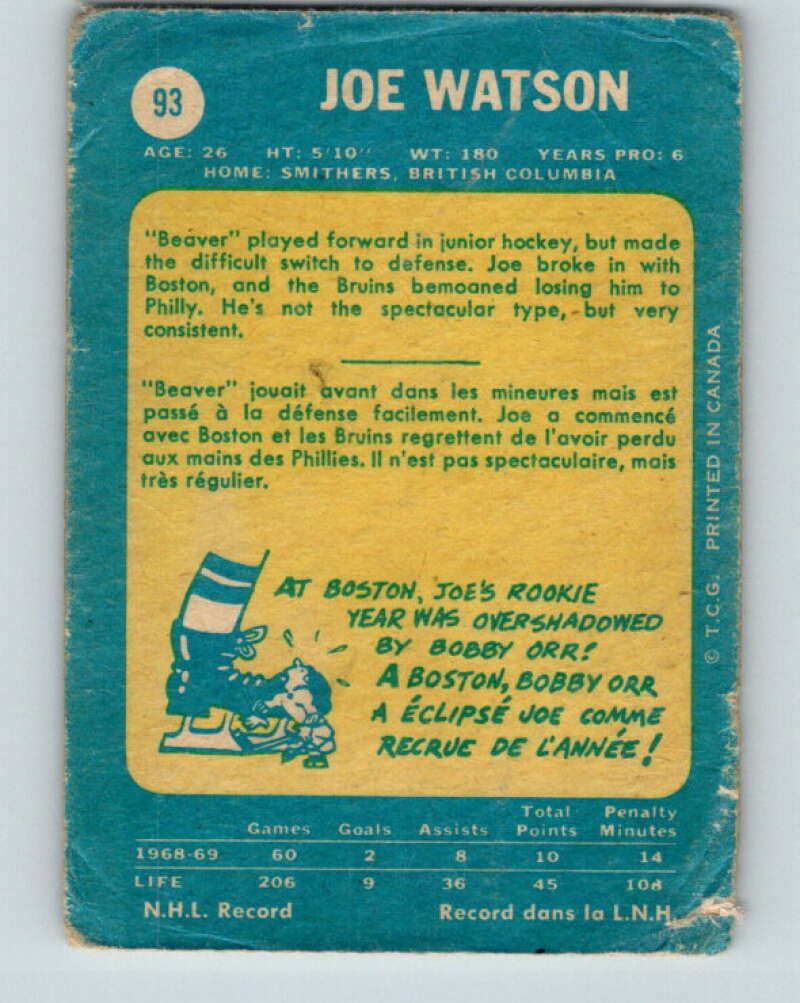 93
JOE WATSON
AGE: 26 HT: 5'10" WT: 180 YEARS PRO: 6
HOME: SMITHERS, BRITISH COLUMBIA
"Beaver" played forward in junior hockey, but made
the difficult switch to defense. Joe broke in with
Boston, and the Bruins bemoaned losing him to
Philly. He's not the spectacular type, but very
consistent.
"Beaver" jouait avant dans les mineures mais est
passé à la défense facilement. Joe a commencé
avec Boston et les Bruins regrettent de l'avoir perdu
aux mains des Phillies. Il n'est pas spectaculaire, mais
très régulier.
AT BOSTON, JOE'S ROOKIE
YEAR WAS OVERSHADOWED
BY BOBBY ORR!
A BOSTON, BOBBY ORR
A ÉCLIPSÉ JOE COMME
RECRUE DE L'ANNÉE!
© T.C.G. PRINTED IN CANADA
Games Goals Assists Total Points Penalty Minutes
1968-69 60 2 8 10 14
LIFE 206 9 36 45 108
N.H.L. Record Record dans la L.N.H.